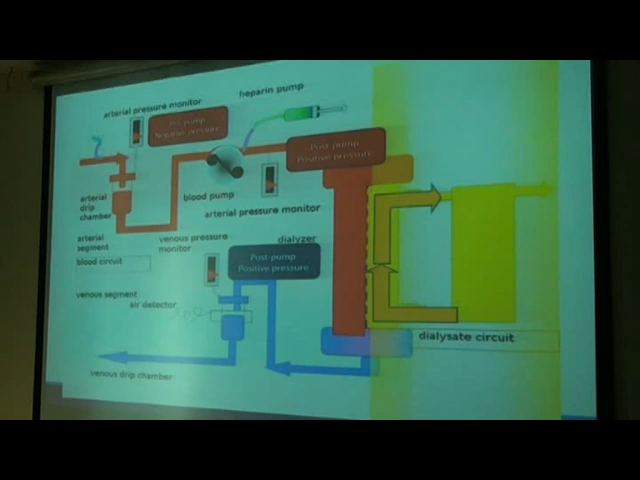 heparin pump
arterial pressure monitor
Pre-pump
Negative pressure
Post-pump
Positive pressure
arterial
drip
chamber
blood pump
arterial pressure monitor
arterial
segment
venous pressure
monitor
dialyzer
blood circuit
Post-pump
Positive pressure
venous segment
air detector
dialysate circuit
venous drip chamber